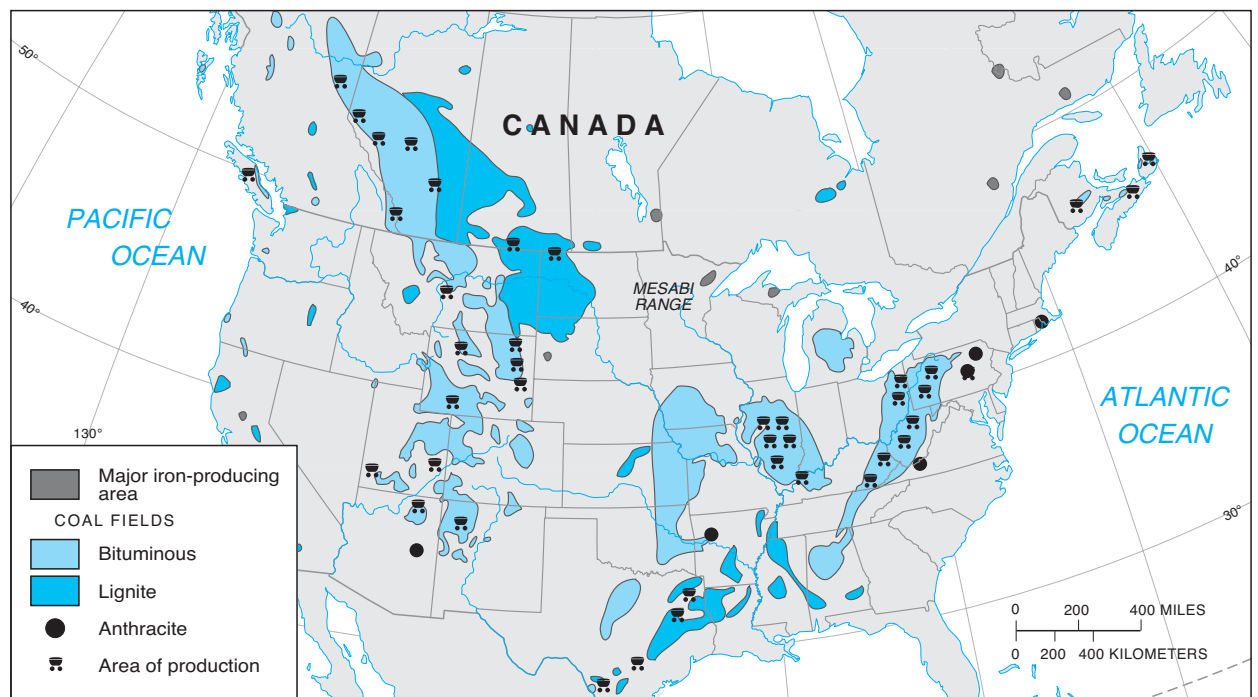 50°
CANADA
PACIFIC
OCEAN
40°
MESABI
RANGE
40°
ATLANTIC
OCEAN
130°
30°
Major iron-producing
area
COAL FIELDS
Bituminous
Lignite
Anthracite
Area of production
0 200 400 MILES
0 200 400 KILOMETERS